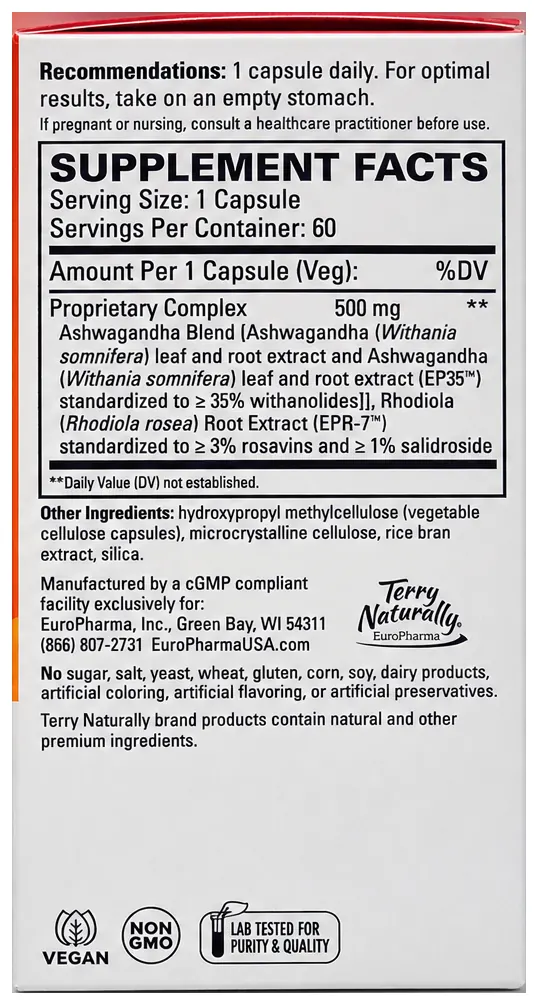 Recommendations: 1 capsule daily. For optimal
results, take on an empty stomach.
If pregnant or nursing, consult a healthcare practitioner before use.
SUPPLEMENT FACTS
Serving Size: 1 Capsule
Servings Per Container: 60
Amount Per 1 Capsule (Veg): %DV
Proprietary Complex 500 mg **
Ashwagandha Blend (Ashwagandha (Withania
somnifera) leaf and root extract and Ashwagandha
(Withania somnifera) leaf and root extract (EP35™)
standardized to ≥ 35% withanolides]], Rhodiola
(Rhodiola rosea) Root Extract (EPR-7™)
standardized to ≥ 3% rosavins and ≥ 1% salidroside
**Daily Value (DV) not established.
Other Ingredients: hydroxypropyl methylcellulose (vegetable
cellulose capsules), microcrystalline cellulose, rice bran
extract, silica.
Manufactured by a cGMP compliant
facility exclusively for:
EuroPharma, Inc., Green Bay, WI 54311
(866) 807-2731 EuroPharmaUSA.com
Terry
Naturally®
EuroPharma
No sugar, salt, yeast, wheat, gluten, corn, soy, dairy products,
artificial coloring, artificial flavoring, or artificial preservatives.
Terry Naturally brand products contain natural and other
premium ingredients.
VEGAN
NON
GMO
LAB TESTED FOR
PURITY & QUALITY